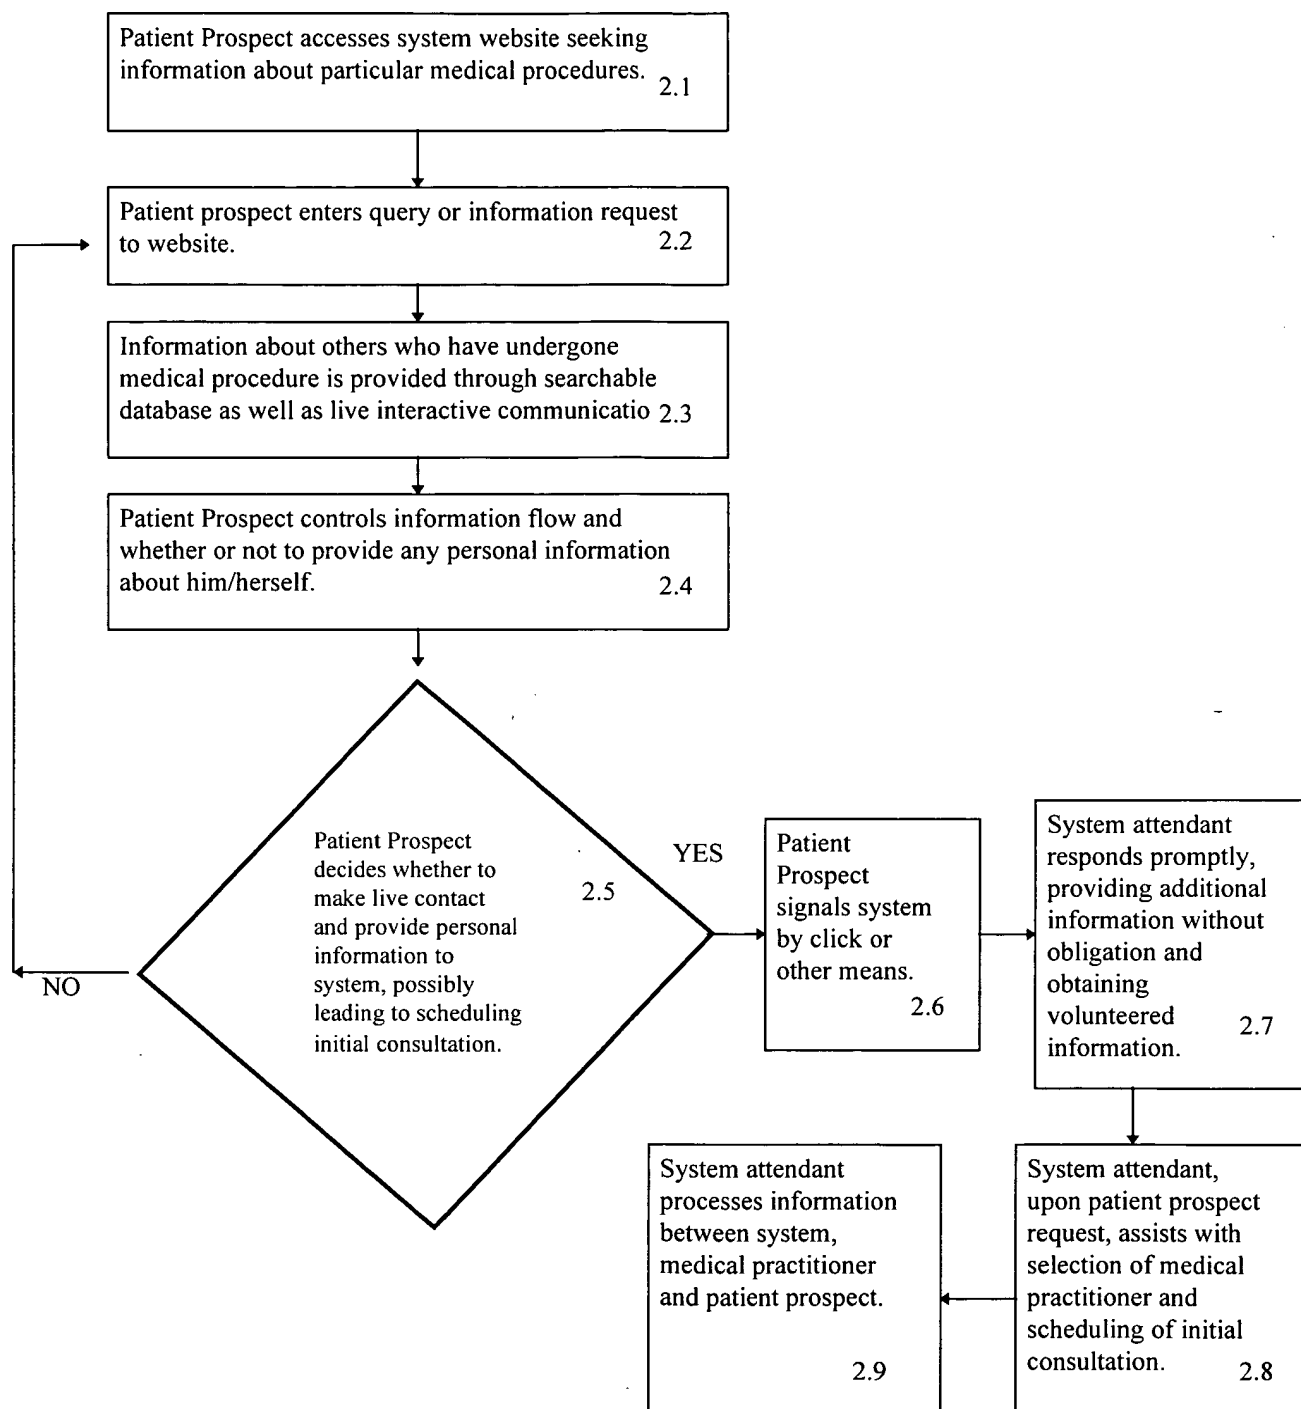 Patient Prospect accesses system website seeking
information about particular medical procedures.
2.1
Patient prospect enters query or information request
to website.
2.2
Information about others who have undergone
medical procedure is provided through searchable
database as well as live interactive communicatio
2.3
Patient Prospect controls information flow and
whether or not to provide any personal information
about him/herself.
2.4
Patient Prospect
decides whether to
make live contact
and provide personal
information to
system, possibly
leading to scheduling
initial consultation.
2.5
YES
NO
Patient
Prospect
signals system
by click or
other means.
2.6
System attendant
responds promptly,
providing additional
information without
obligation and
obtaining
volunteered
information.
2.7
System attendant,
upon patient prospect
request, assists with
selection of medical
practitioner and
scheduling of initial
consultation.
2.8
System attendant
processes information
between system,
medical practitioner
and patient prospect.
2.9